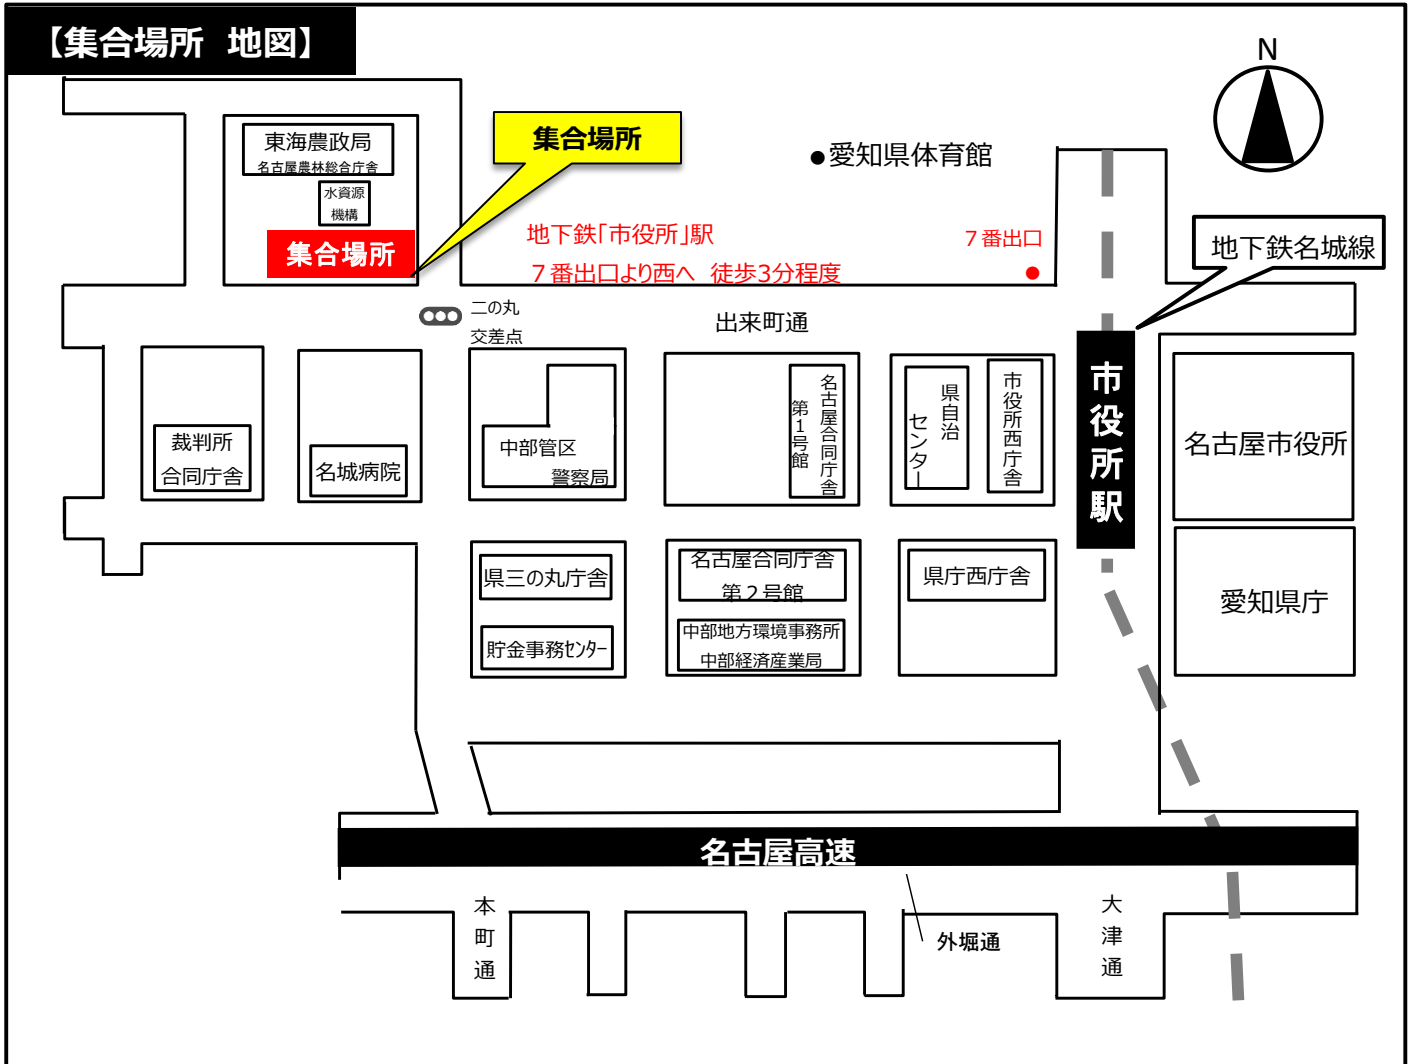 【集合場所 地図】
N
東海農政局
名古屋農林総合庁舎
水資源
機構
集合場所
集合場所
●愛知県体育館
地下鉄「市役所」駅
７番出口より西へ 徒歩3分程度
７番出口
地下鉄名城線
二の丸
交差点
出来町通
市役所駅
裁判所
合同庁舎
名城病院
中部管区
警察局
名古屋合同庁舎
第１号館
県自治
センター
市役所西庁舎
名古屋市役所
県三の丸庁舎
貯金事務センター
名古屋合同庁舎
第２号館
中部地方環境事務所
中部経済産業局
県庁西庁舎
愛知県庁
名古屋高速
本町通
外堀通
大津通